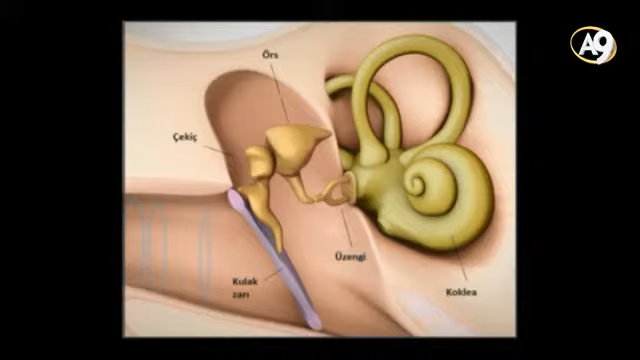 A9
Örs
Çekiç
Üzengi
Kulak
zarı
Koklea